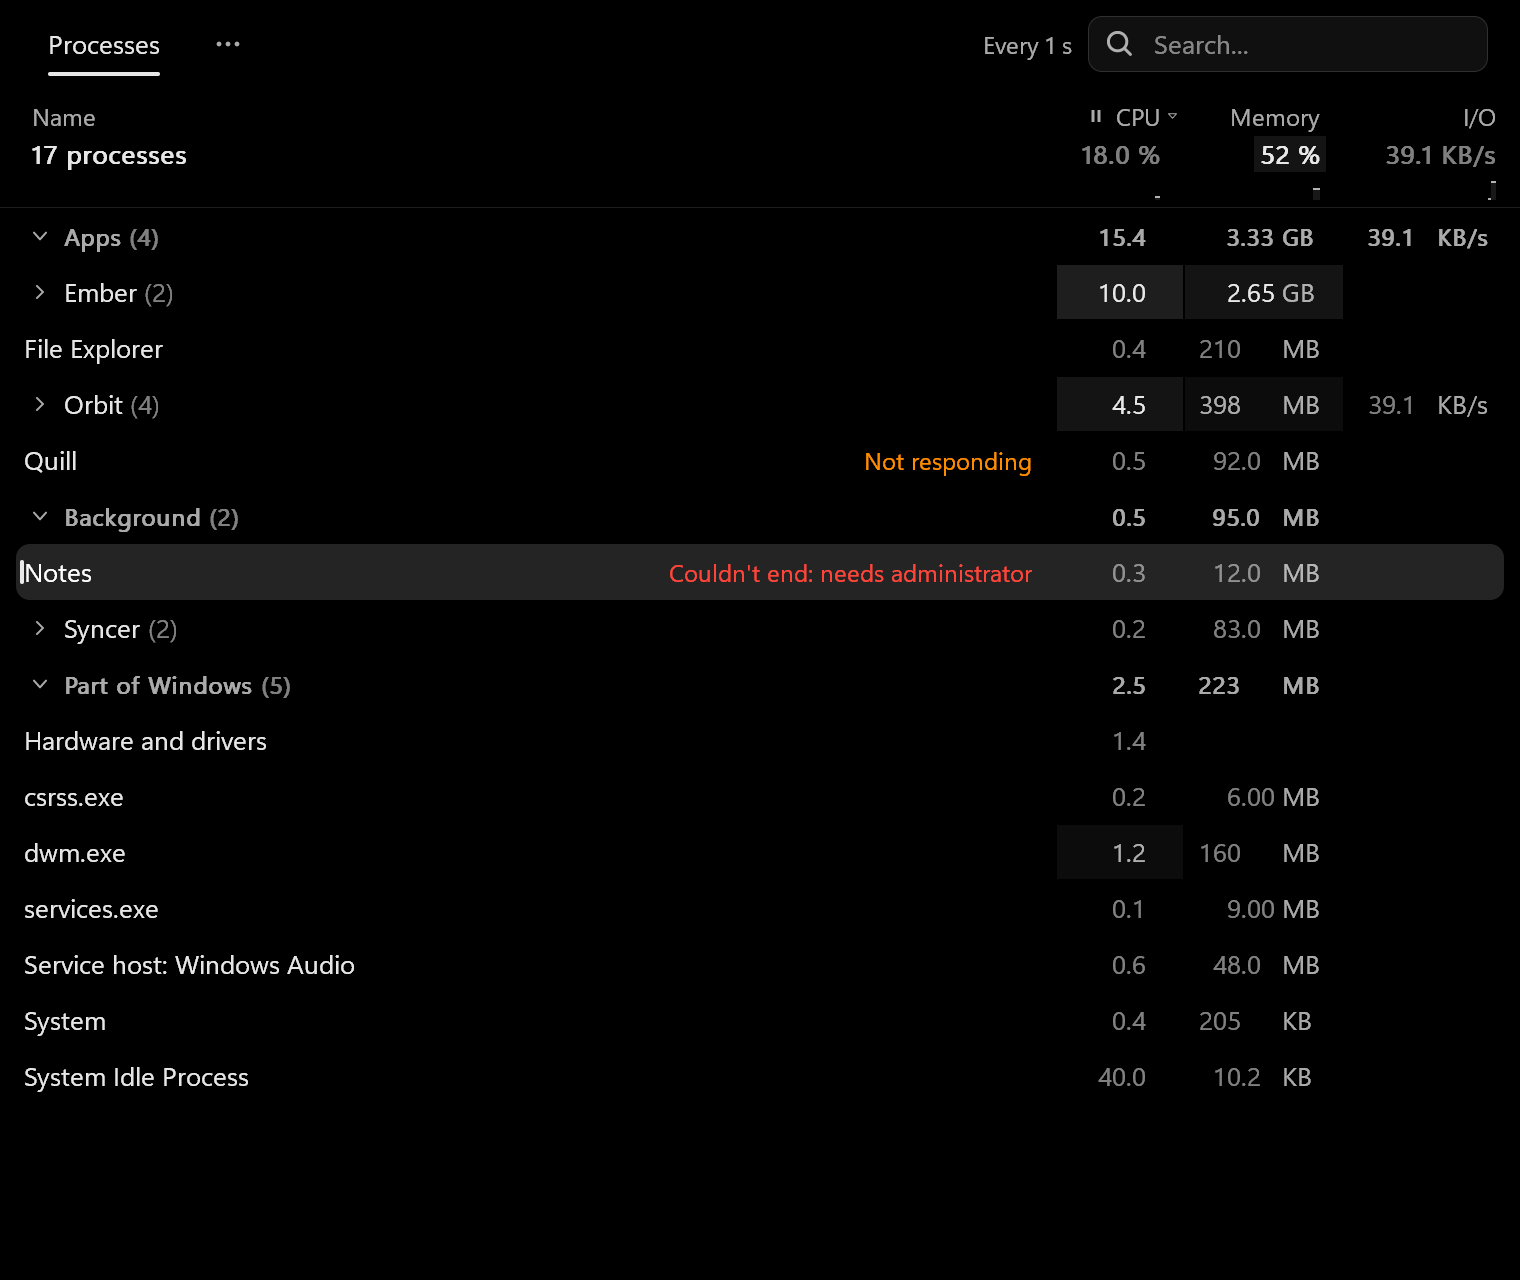 Processes ··· Every 1 s Search...
Name CPU Memory I/O
17 processes 18.0 % 52 % 39.1 KB/s
Apps (4) 15.4 3.33 GB 39.1 KB/s
Ember (2) 10.0 2.65 GB
File Explorer 0.4 210 MB
Orbit (4) 4.5 398 MB 39.1 KB/s
Quill Not responding 0.5 92.0 MB
Background (2) 0.5 95.0 MB
Notes Couldn't end: needs administrator 0.3 12.0 MB
Syncer (2) 0.2 83.0 MB
Part of Windows (5) 2.5 223 MB
Hardware and drivers 1.4
csrss.exe 0.2 6.00 MB
dwm.exe 1.2 160 MB
services.exe 0.1 9.00 MB
Service host: Windows Audio 0.6 48.0 MB
System 0.4 205 KB
System Idle Process 40.0 10.2 KB